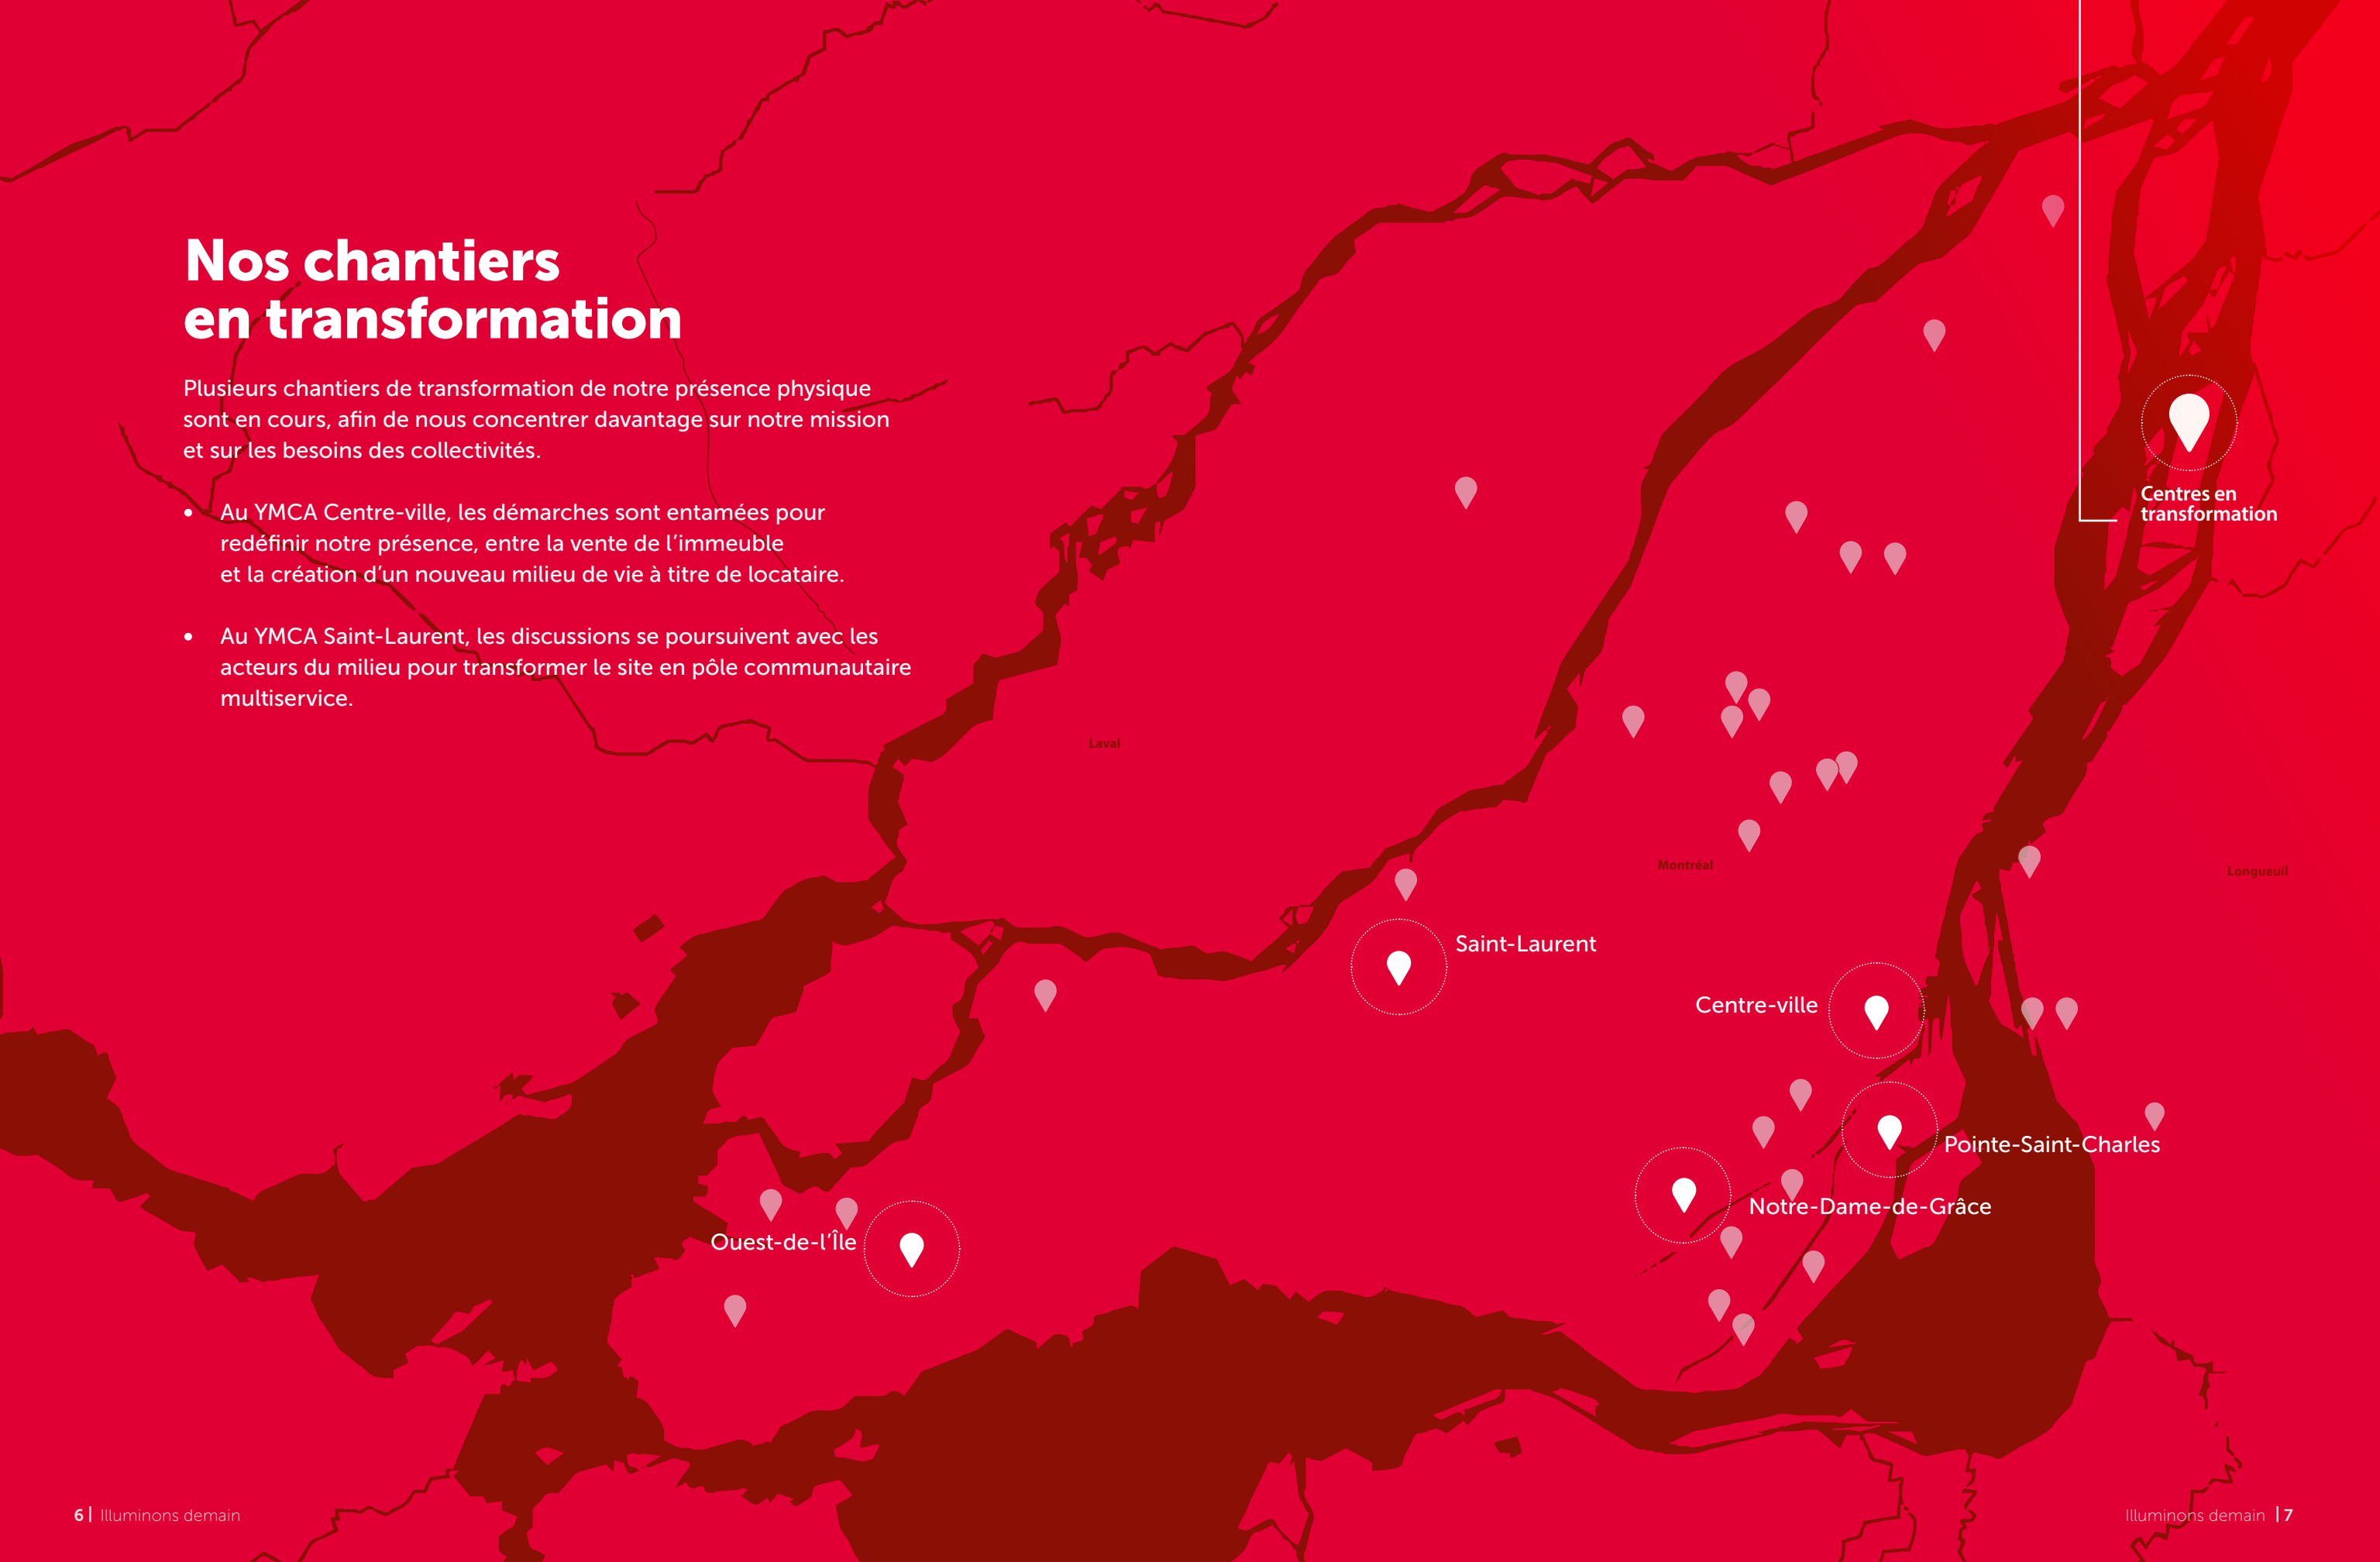 Nos chantiers
en transformation
Plusieurs chantiers de transformation de notre présence physique
sont en cours, afin de nous concentrer davantage sur notre mission
et sur les besoins des collectivités.
• Au YMCA Centre-ville, les démarches sont entamées pour
redéfinir notre présence, entre la vente de l’immeuble
et la création d’un nouveau milieu de vie à titre de locataire.
• Au YMCA Saint-Laurent, les discussions se poursuivent avec les
acteurs du milieu pour transformer le site en pôle communautaire
multiservice.
Centres en
transformation
Laval
Montréal
Longueuil
Saint-Laurent
Centre-ville
Pointe-Saint-Charles
Notre-Dame-de-Grâce
Ouest-de-l’Île
6 | Illuminons demain
Illuminons demain | 7